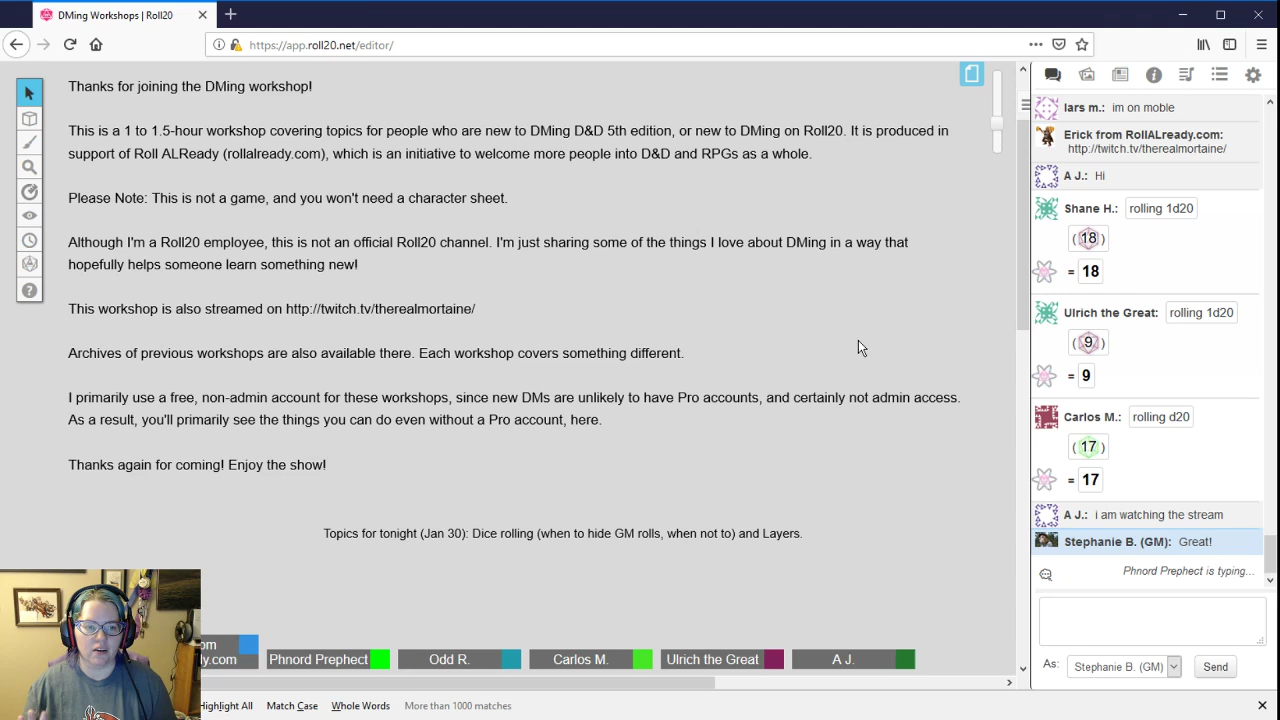 DMing Workshops | Roll20
https://app.roll20.net/editor/
Thanks for joining the DMing workshop!
This is a 1 to 1.5-hour workshop covering topics for people who are new to DMing D&D 5th edition, or new to DMing on Roll20. It is produced in
support of Roll ALReady (rollalready.com), which is an initiative to welcome more people into D&D and RPGs as a whole.
Please Note: This is not a game, and you won't need a character sheet.
Although I'm a Roll20 employee, this is not an official Roll20 channel. I'm just sharing some of the things I love about DMing in a way that
hopefully helps someone learn something new!
This workshop is also streamed on http://twitch.tv/therealmortaine/
Archives of previous workshops are also available there. Each workshop covers something different.
I primarily use a free, non-admin account for these workshops, since new DMs are unlikely to have Pro accounts, and certainly not admin access.
As a result, you'll primarily see the things you can do even without a Pro account, here.
Thanks again for coming! Enjoy the show!
Topics for tonight (Jan 30): Dice rolling (when to hide GM rolls, when not to) and Layers.
om
ly.com
Phnord Prephect
Odd R.
Carlos M.
Ulrich the Great
A J.
lars m.: im on moble
Erick from RollALready.com:
http://twitch.tv/therealmortaine/
A J.: Hi
Shane H.: rolling 1d20
(18)
= 18
Ulrich the Great: rolling 1d20
(9)
= 9
Carlos M.: rolling d20
(17)
= 17
A J.: i am watching the stream
Stephanie B. (GM): Great!
Phnord Prephect is typing...
As: Stephanie B. (GM) Send
Highlight All Match Case Whole Words More than 1000 matches